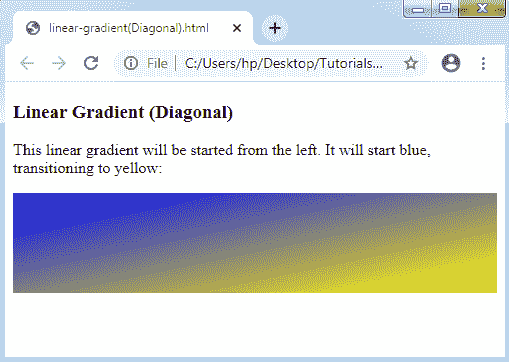 linear-gradient(Diagonal).html
File | C:/Users/hp/Desktop/Tutorials...
Linear Gradient (Diagonal)
This linear gradient will be started from the left. It will start blue,
transitioning to yellow: